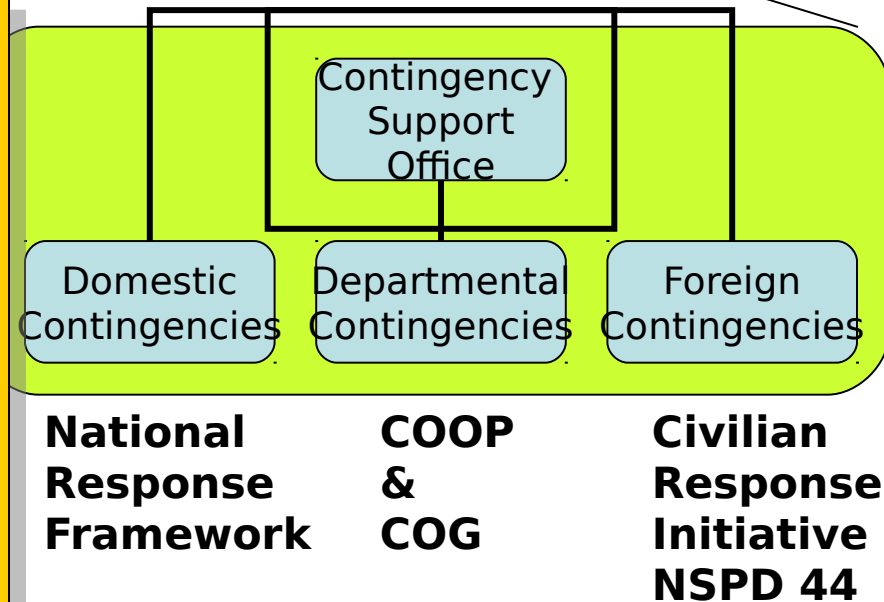 Contingency
Support
Office
Domestic
Contingencies
Departmental
Contingencies
Foreign
Contingencies
National
Response
Framework
COOP
&
COG
Civilian
Response
Initiative
NSPD 44